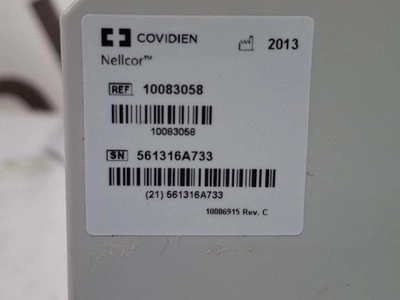 COVIDIEN
2013
Nellcor™
REF 10083058
10083058
SN 561316A733
(21) 561316A733
10086915 Rev. C